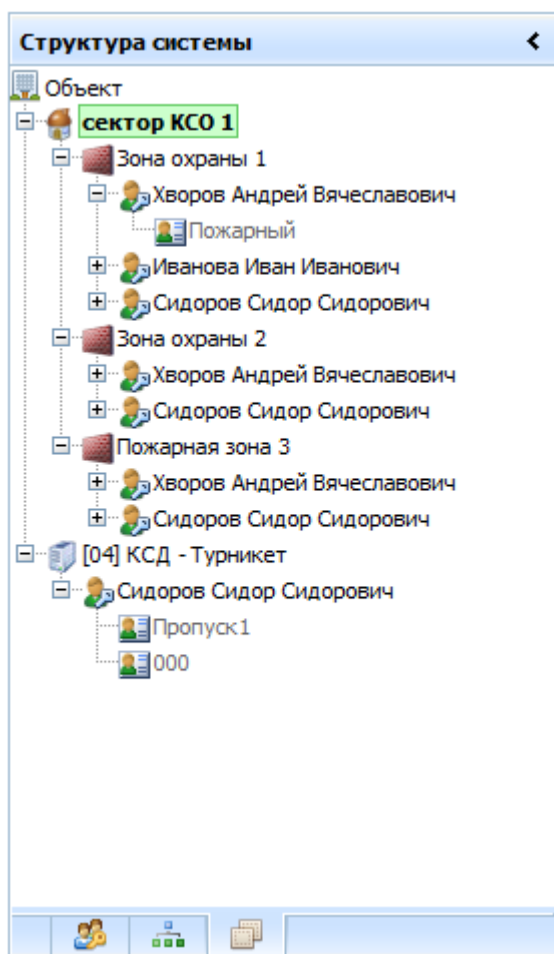 Структура системы
Объект
сектор КСО 1
Зона охраны 1
Хворов Андрей Вячеславович
Пожарный
Иванова Иван Иванович
Сидоров Сидор Сидорович
Зона охраны 2
Хворов Андрей Вячеславович
Сидоров Сидор Сидорович
Пожарная зона 3
Хворов Андрей Вячеславович
Сидоров Сидор Сидорович
[04] КСД - Турникет
Сидоров Сидор Сидорович
Пропуск1
000